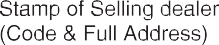 Stamp of Selling dealer
(Code & Full Address)